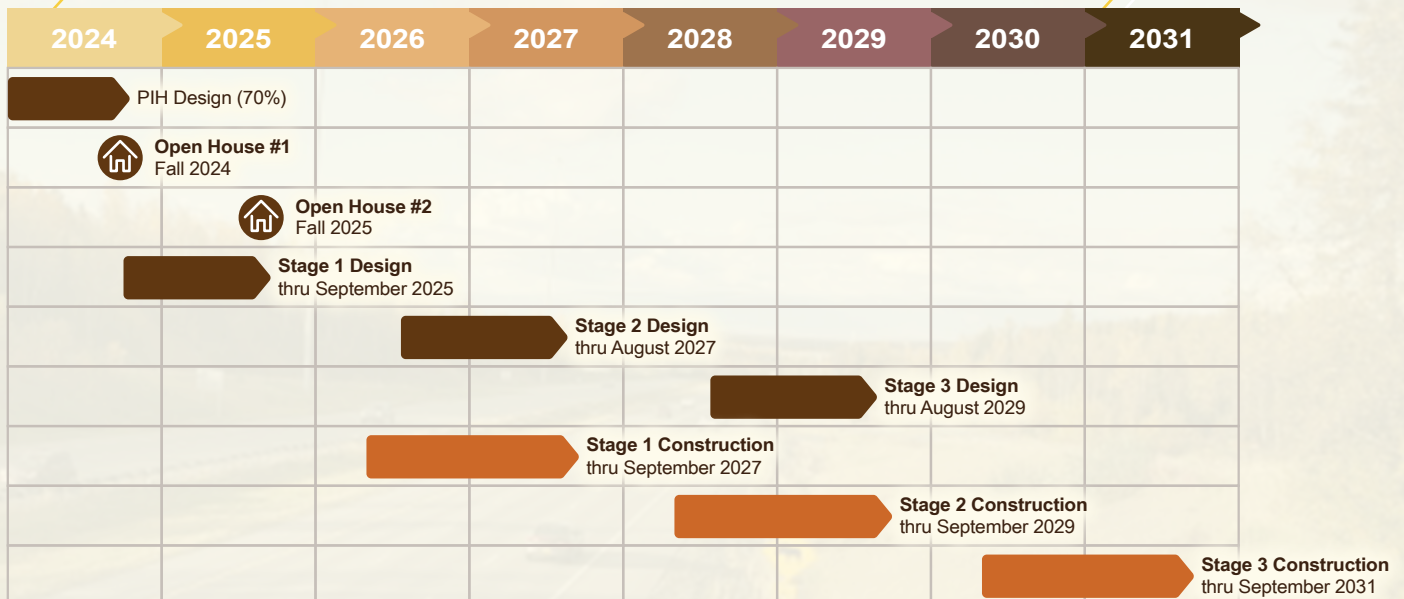 2024 2025 2026 2027 2028 2029 2030 2031
PIH Design (70%)
Open House #1
Fall 2024
Open House #2
Fall 2025
Stage 1 Design
thru September 2025
Stage 2 Design
thru August 2027
Stage 3 Design
thru August 2029
Stage 1 Construction
thru September 2027
Stage 2 Construction
thru September 2029
Stage 3 Construction
thru September 2031